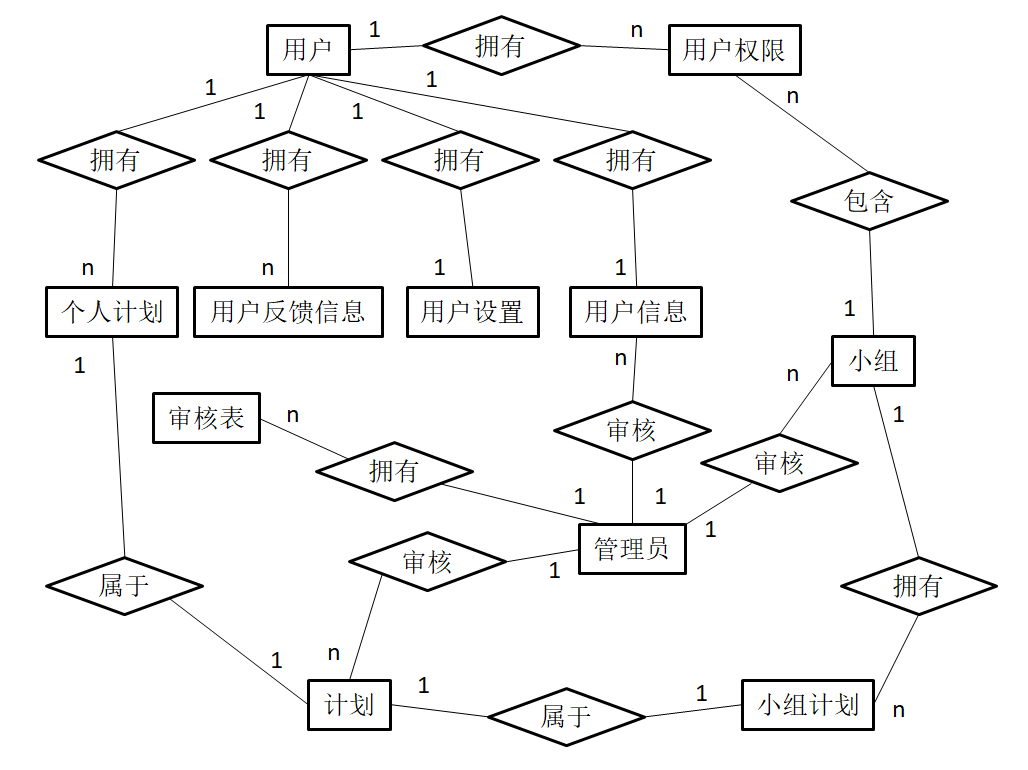 用户
1
拥有
n
用户权限
1
1
1
1
n
拥有
拥有
拥有
拥有
包含
n
n
1
1
1
个人计划
用户反馈信息
用户设置
用户信息
小组
1
n
n
1
审核表
n
审核
审核
拥有
1
1
1
管理员
审核
1
属于
拥有
n
1
计划
1
属于
1
小组计划
n